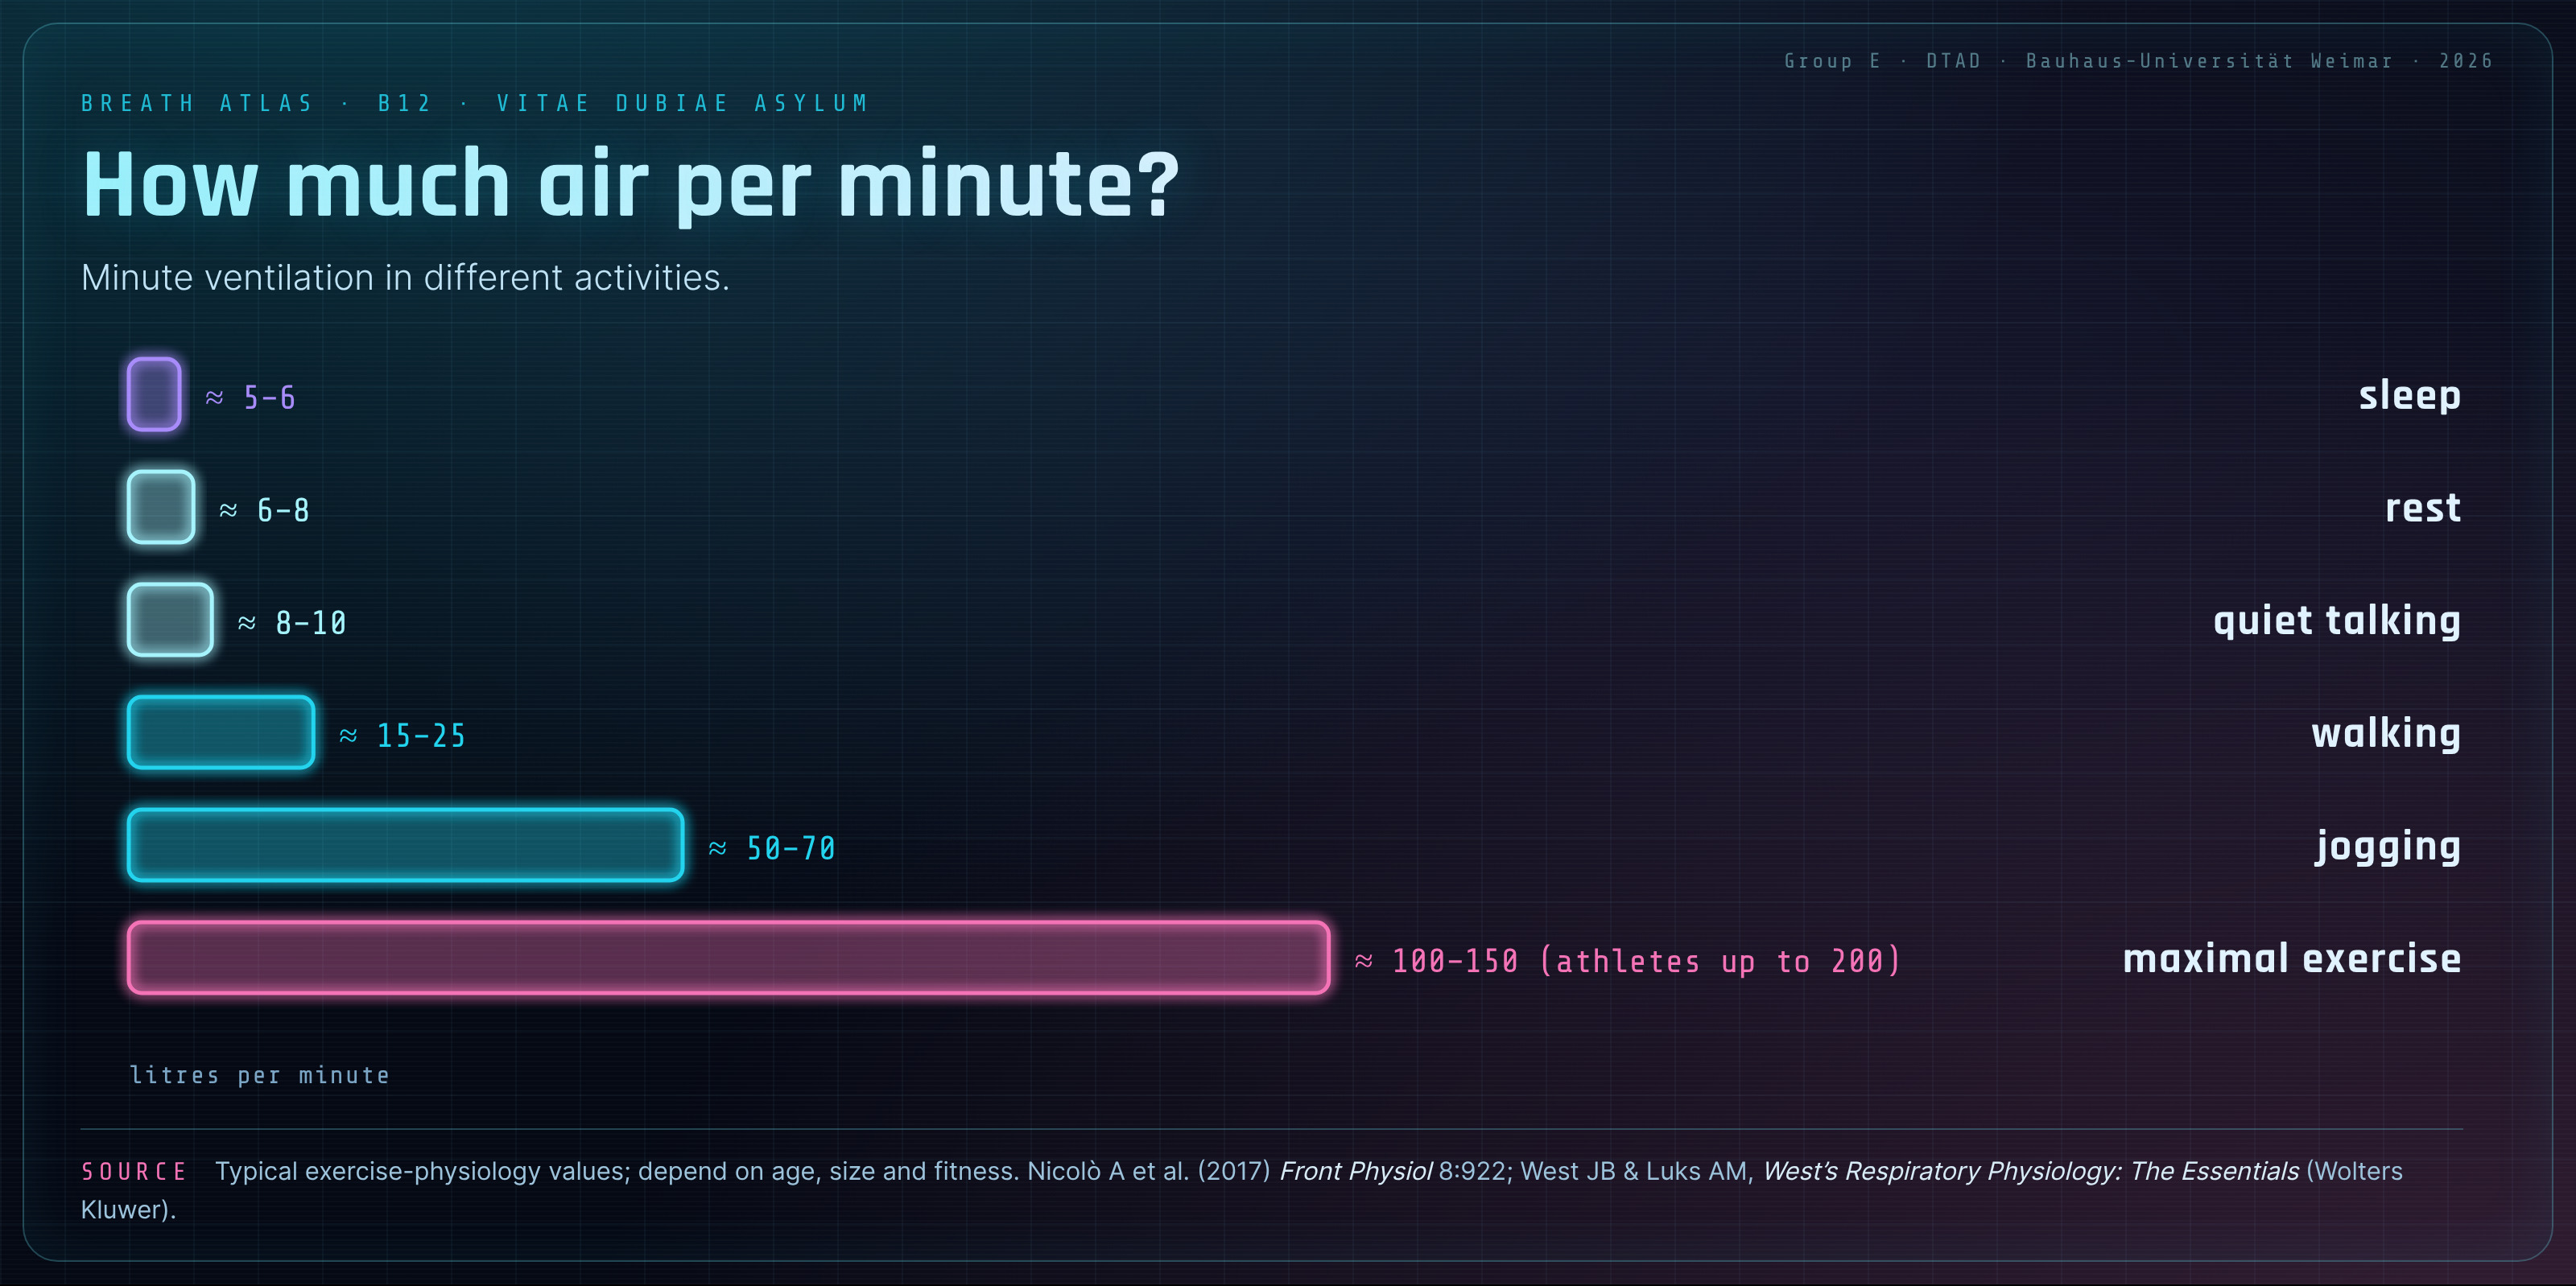 Group E · DTAD · Bauhaus-Universität Weimar · 2026
BREATH ATLAS · B12 · VITAE DUBIAE ASYLUM
How much air per minute?
Minute ventilation in different activities.
≈ 5–6 sleep
≈ 6–8 rest
≈ 8–10 quiet talking
≈ 15–25 walking
≈ 50–70 jogging
≈ 100–150 (athletes up to 200) maximal exercise
litres per minute
SOURCE Typical exercise-physiology values; depend on age, size and fitness. Nicolò A et al. (2017) Front Physiol 8:922; West JB & Luks AM, West’s Respiratory Physiology: The Essentials (Wolters
Kluwer).